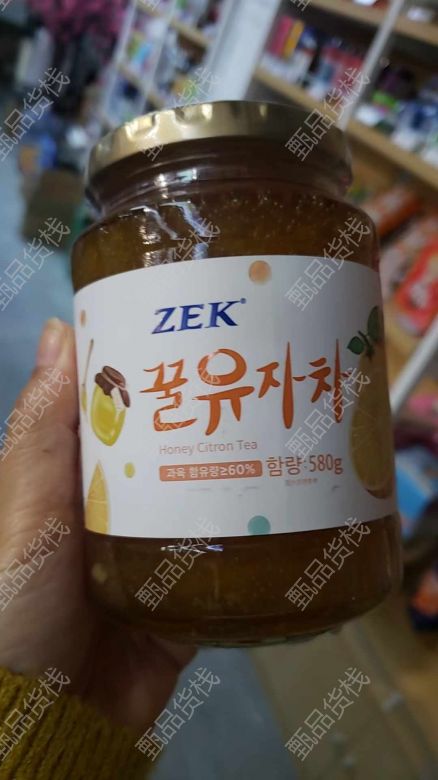 ZEK®
꿀유자차
Honey Citron Tea
과육 함유량≥60%
함량:580g
甄品货栈